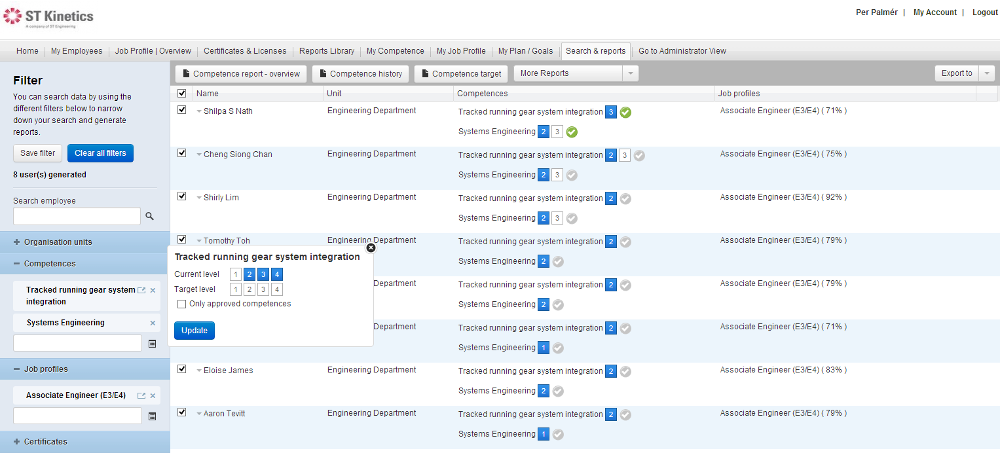 ST Kinetics
A company of ST Engineering
Per Palmér | My Account | Logout
Home | My Employees | Job Profile | Overview | Certificates & Licenses | Reports Library | My Competence | My Job Profile | My Plan / Goals | Search & reports | Go to Administrator View
Filter
You can search data by using the
different filters below to narrow
down your search and generate
reports.
Save filter Clear all filters
8 user(s) generated
Search employee
Organisation units
Competences
Tracked running gear system
integration
Systems Engineering
Job profiles
Associate Engineer (E3/E4)
Certificates
Competence report - overview Competence history Competence target More Reports Export to
Name Unit Competences Job profiles
Shilpa S Nath Engineering Department Tracked running gear system integration 3 Associate Engineer (E3/E4) ( 71% )
Systems Engineering 2 3
Cheng Siong Chan Engineering Department Tracked running gear system integration 2 3 Associate Engineer (E3/E4) ( 75% )
Systems Engineering 2 3
Shirly Lim Engineering Department Tracked running gear system integration 2 Associate Engineer (E3/E4) ( 92% )
Systems Engineering 2 3
Tomothy Toh Engineering Department Tracked running gear system integration 2 Associate Engineer (E3/E4) ( 79% )
Systems Engineering 2
Department Tracked running gear system integration 2 Associate Engineer (E3/E4) ( 79% )
Systems Engineering 2
Department Tracked running gear system integration 2 Associate Engineer (E3/E4) ( 71% )
Systems Engineering 1
Eloise James Engineering Department Tracked running gear system integration 2 Associate Engineer (E3/E4) ( 83% )
Systems Engineering 2
Aaron Tevitt Engineering Department Tracked running gear system integration 2 Associate Engineer (E3/E4) ( 79% )
Systems Engineering 1
Tracked running gear system integration
Current level 1 2 3 4
Target level 1 2 3 4
Only approved competences
Update